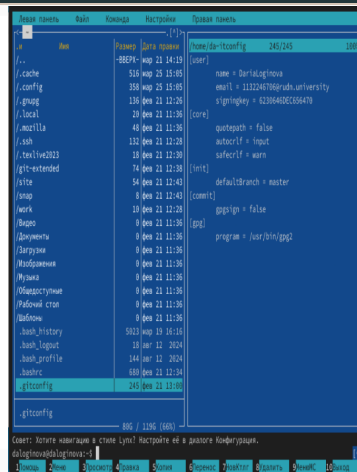 Левая панель Файл Команда Настройки Правая панель
.[^]>
.и Имя Размер Дата правки
/.. -ВВЕРХ- мар 21 14:19
/.cache 516 мар 25 15:05
/.config 358 мар 25 15:05
/.gnupg 136 фев 21 12:26
/.local 20 фев 21 11:36
/.mozilla 48 фев 21 11:36
/.ssh 132 фев 21 12:28
/.texlive2023 18 фев 21 12:30
/git-extended 74 фев 21 12:38
/site 54 фев 21 12:43
/snap 8 фев 21 12:43
/work 10 фев 21 12:28
/Видео 0 фев 21 11:36
/Документы 0 фев 21 11:36
/Загрузки 0 фев 21 11:36
/Изображения 0 фев 21 11:36
/Музыка 0 фев 21 11:36
/Общедоступные 0 фев 21 11:36
/Рабочий стол 0 фев 21 11:36
/Шаблоны 0 фев 21 11:36
.bash_history 5023 мар 19 16:16
.bash_logout 18 авг 12 2024
.bash_profile 144 авг 12 2024
.bashrc 680 фев 21 12:34
.gitconfig 245 фев 21 13:00
.gitconfig
80G / 119G (66%)
/home/da-itconfig 245/245 100
[user]
name = DariaLoginova
email = 1132246706@rudn.university
signingkey = 6230646DEC656470
[core]
quotepath = false
autocrlf = input
safecrlf = warn
[init]
defaultBranch = master
[commit]
gpgsign = false
[gpg]
program = /usr/bin/gpg2
Совет: Хотите навигацию в стиле Lynx? Настройте её в диалоге Конфигурация.
daloginova@daloginova:~$
1Помощь 2Меню 3Просмотр 4Правка 5Копия 6Перенос 7НовКтлг 8Удалить 9МенюMC 10Выход